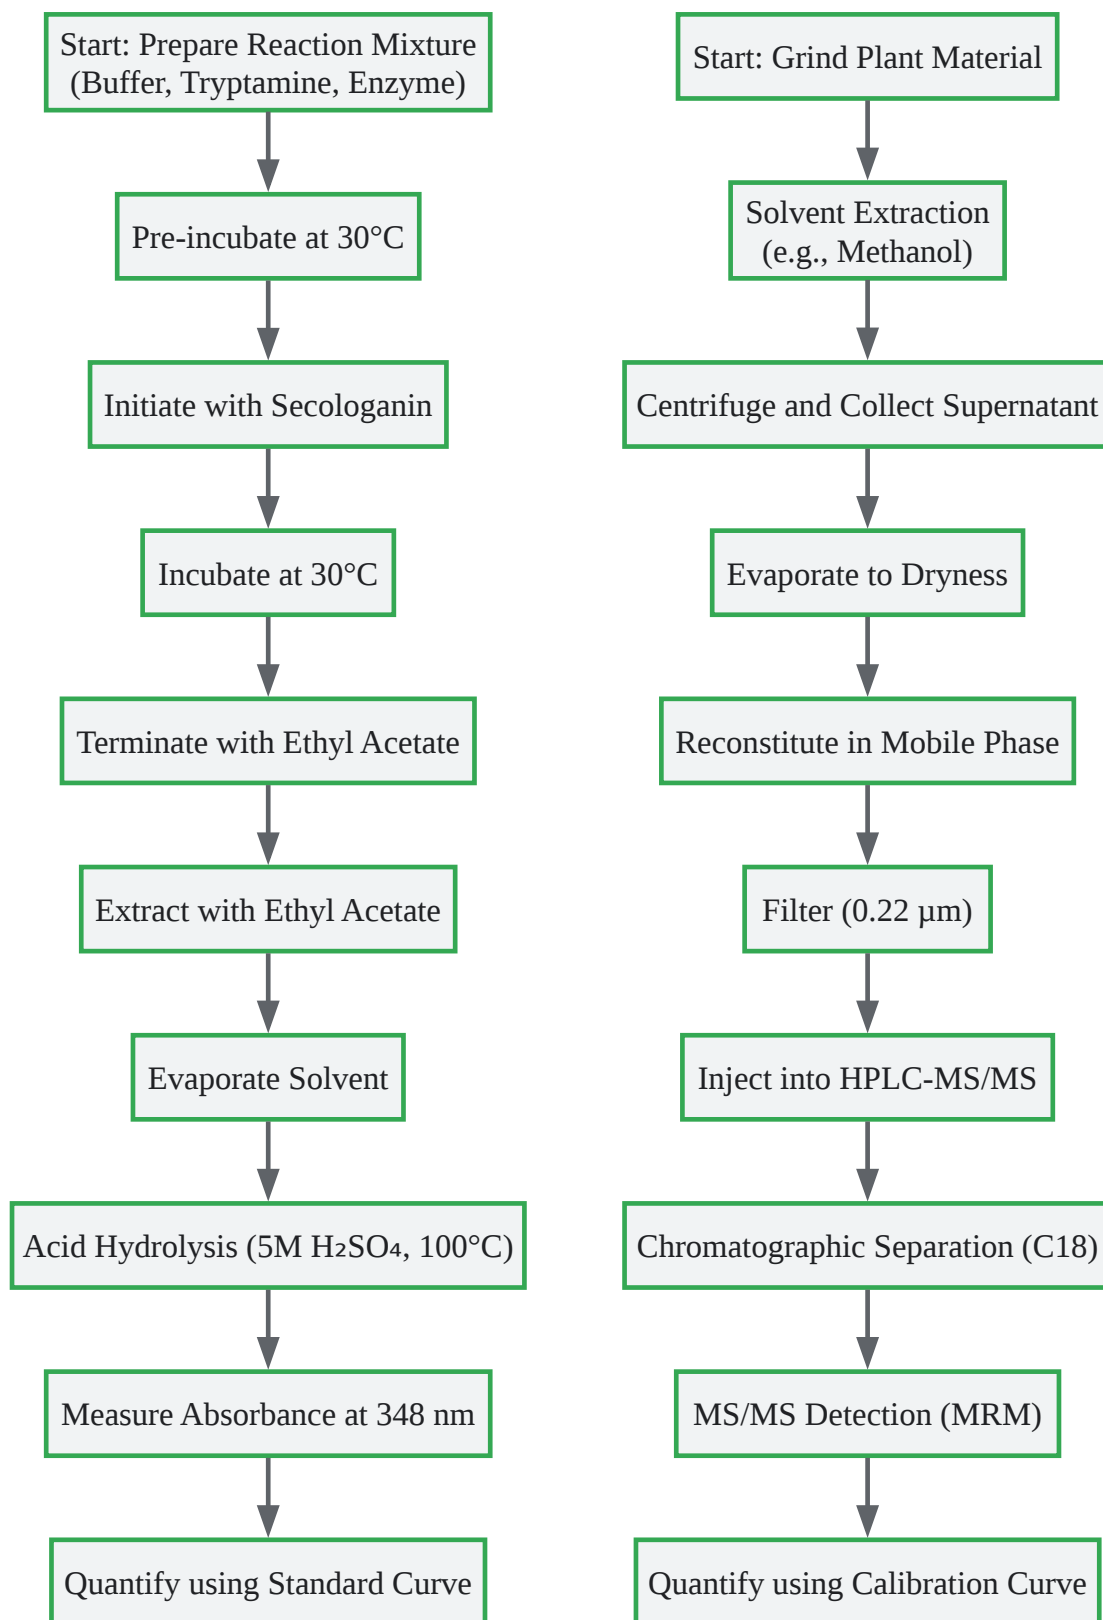 Start: Prepare Reaction Mixture
(Buffer, Tryptamine, Enzyme)
Pre-incubate at 30°C
Initiate with Secologanin
Incubate at 30°C
Terminate with Ethyl Acetate
Extract with Ethyl Acetate
Evaporate Solvent
Acid Hydrolysis (5M H₂SO₄, 100°C)
Measure Absorbance at 348 nm
Quantify using Standard Curve
Start: Grind Plant Material
Solvent Extraction
(e.g., Methanol)
Centrifuge and Collect Supernatant
Evaporate to Dryness
Reconstitute in Mobile Phase
Filter (0.22 µm)
Inject into HPLC-MS/MS
Chromatographic Separation (C18)
MS/MS Detection (MRM)
Quantify using Calibration Curve